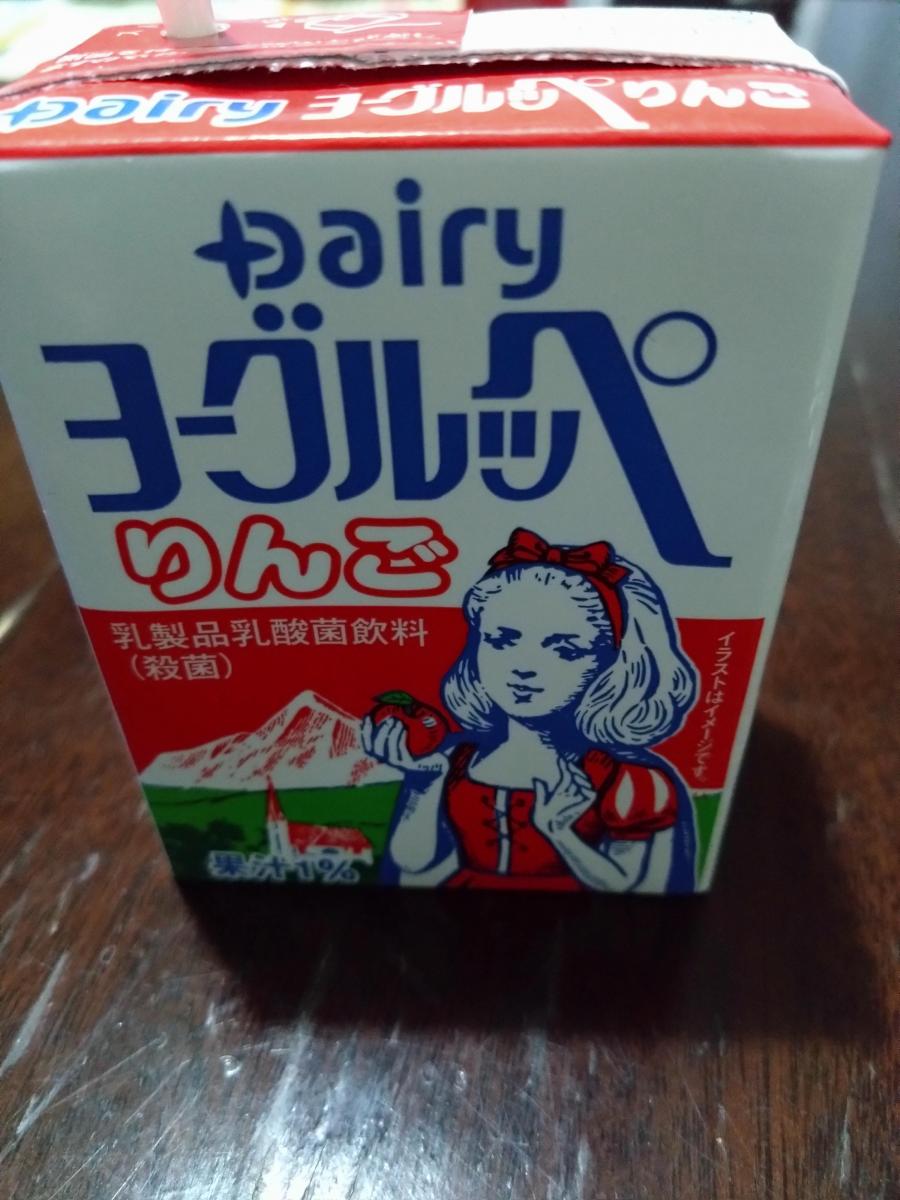 Dairy ヨーグルッペ りんご
Dairy
ヨーグルッペ
りんご
乳製品乳酸菌飲料
(殺菌)
イラストはイメージです。
果汁1%